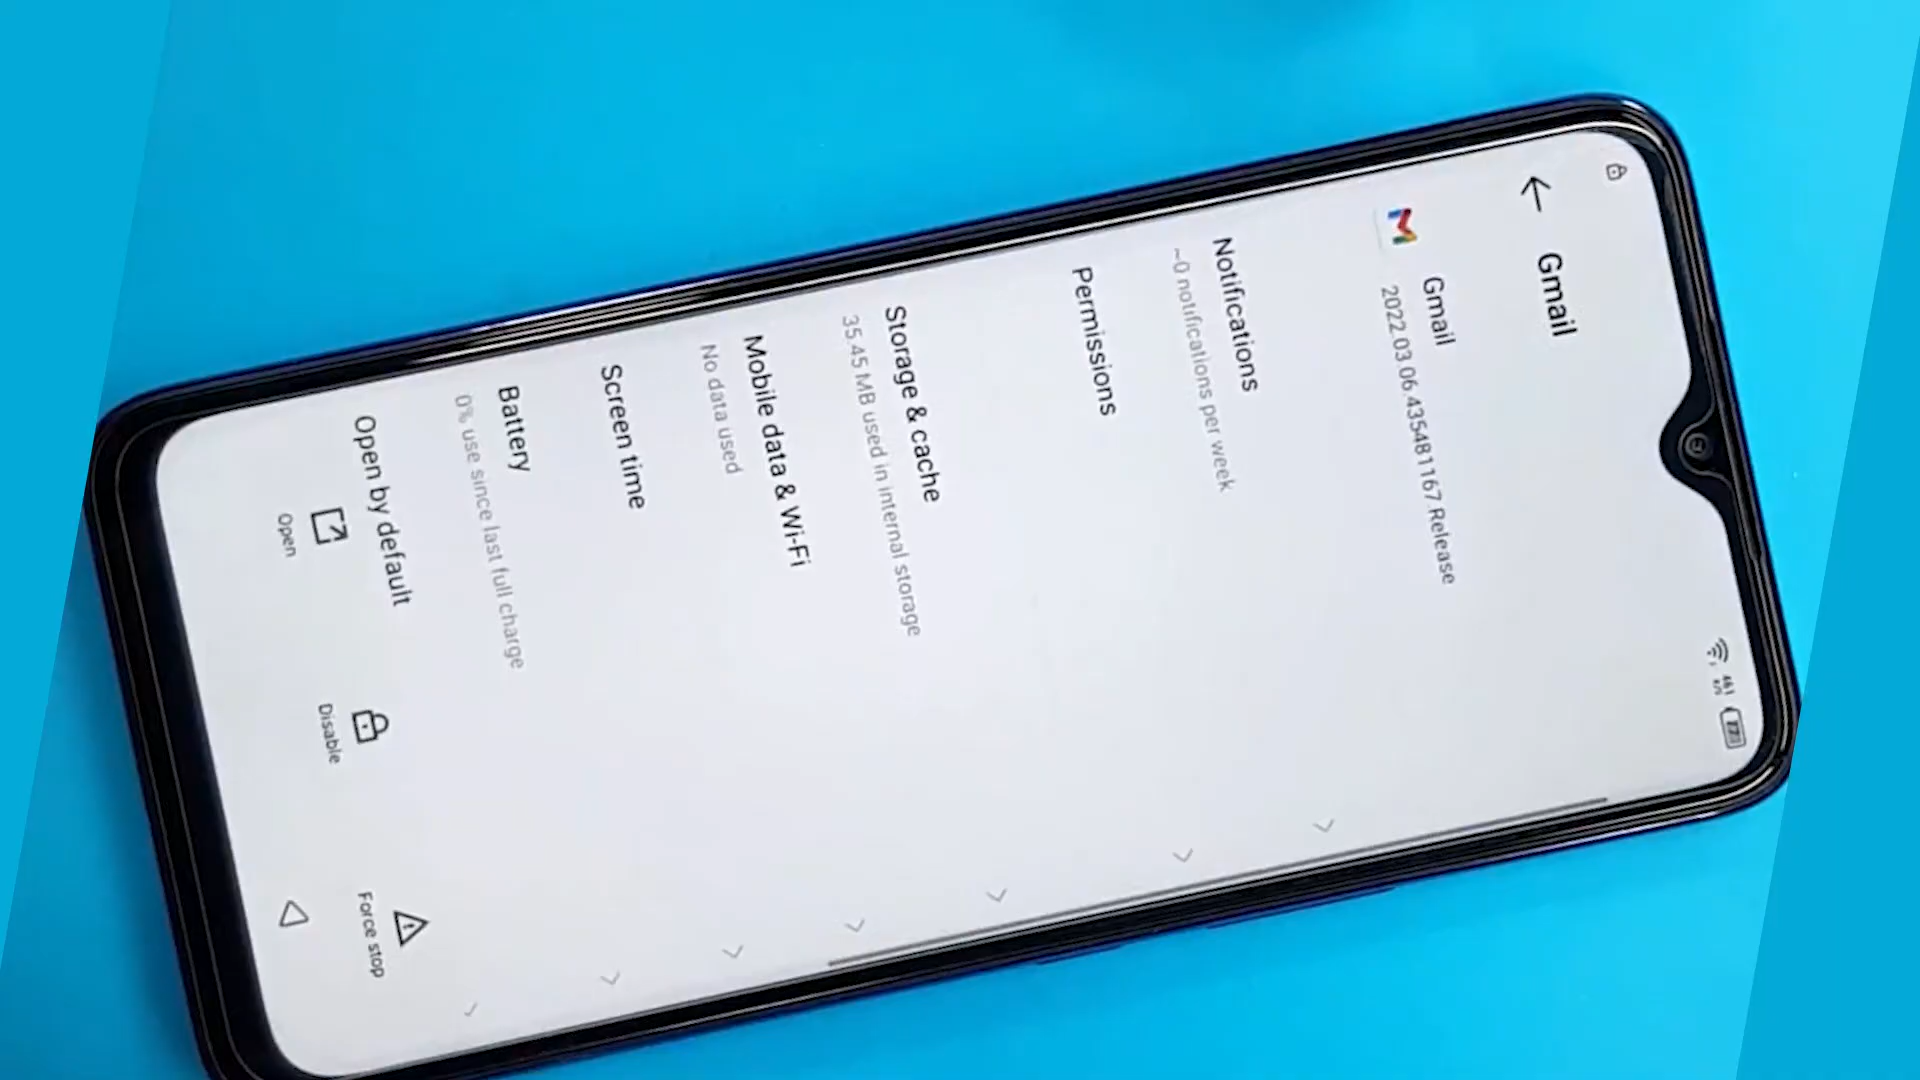 Gmail
Gmail
2022.03.06.435481167 Release
Notifications
~0 notifications per week
Permissions
Storage & cache
35.45 MB used in internal storage
Mobile data & Wi-Fi
No data used
Screen time
Battery
0% use since last full charge
Open by default
Open
Disable
Force stop